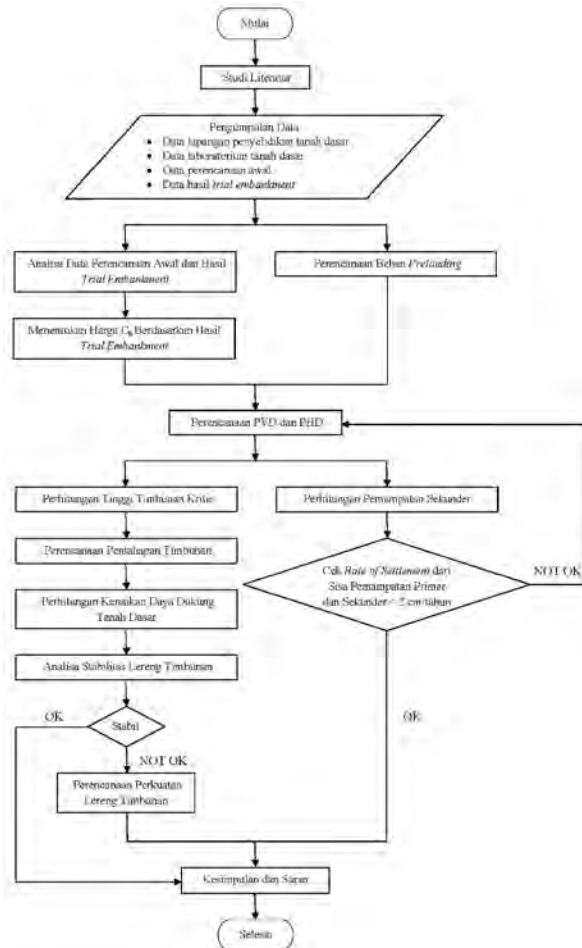 Mulai
Studi Literatur
Pengumpulan Data
• Data lapangan penyelidikan tanah dasar
• Data laboratorium tanah dasar
• Data perencanaan awal
• Data hasil trial embankment
Analisa Data Perencanaan Awal dan Hasil
Trial Embankment
Perencanaan Beban Preloading
Menentukan Harga Ch Berdasarkan Hasil
Trial Embankment
Perencanaan PVD dan PHD
Perhitungan Tinggi Timbunan Kritis
Perhitungan Pemampatan Sekunder
Perencanaan Pentahapan Timbunan
Cek Rate of Settlement dari
Sisa Pemampatan Primer
dan Sekunder cm/tahun
NOT OK
Perhitungan Kenaikan Daya Dukung
Tanah Dasar
Analisa Stabilitas Lereng Timbunan
OK
Stabil
OK
NOT OK
Perencanaan Perkuatan
Lereng Timbunan
Kesimpulan dan Saran
Selesai